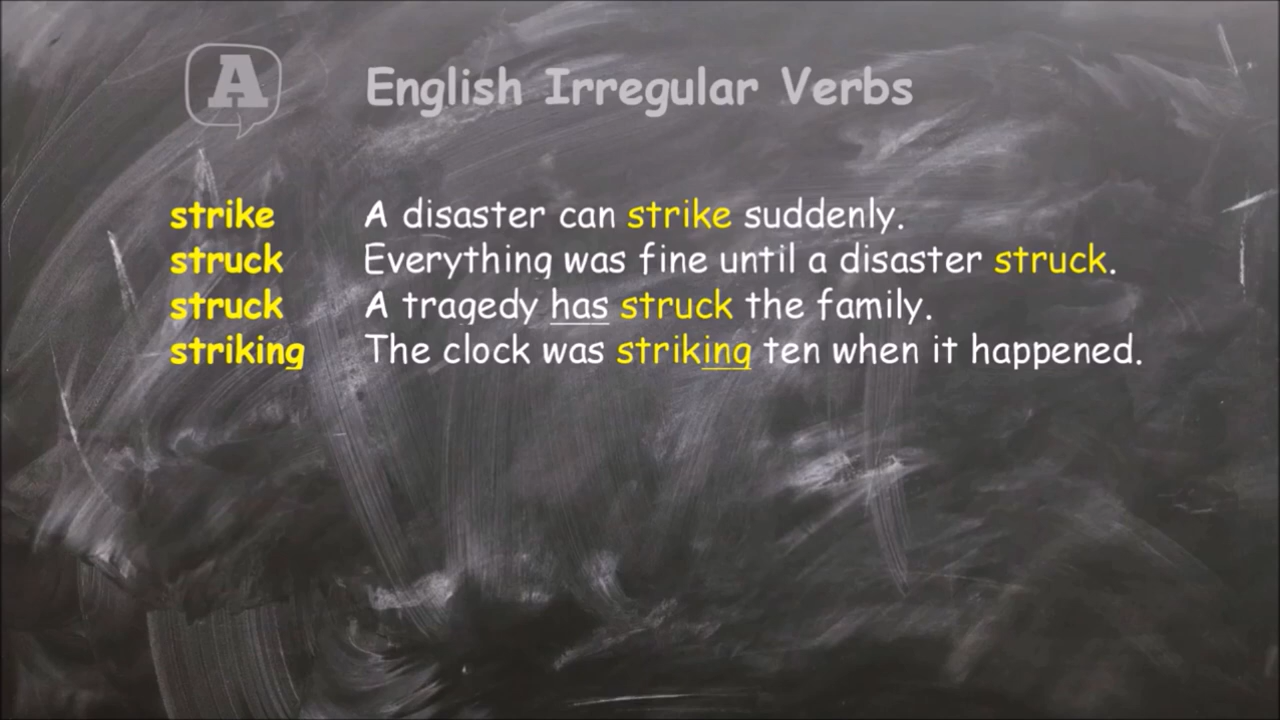 A English Irregular Verbs
strike A disaster can strike suddenly.
struck Everything was fine until a disaster struck.
struck A tragedy has struck the family.
striking The clock was striking ten when it happened.